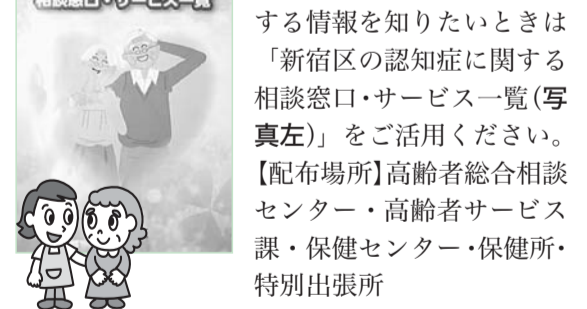 相談窓口・サービス一覧
する情報を知りたいときは
「新宿区の認知症に関する
相談窓口・サービス一覧(写
真左)」をご活用ください。
【配布場所】高齢者総合相談
センター・高齢者サービス
課・保健センター・保健所・
特別出張所